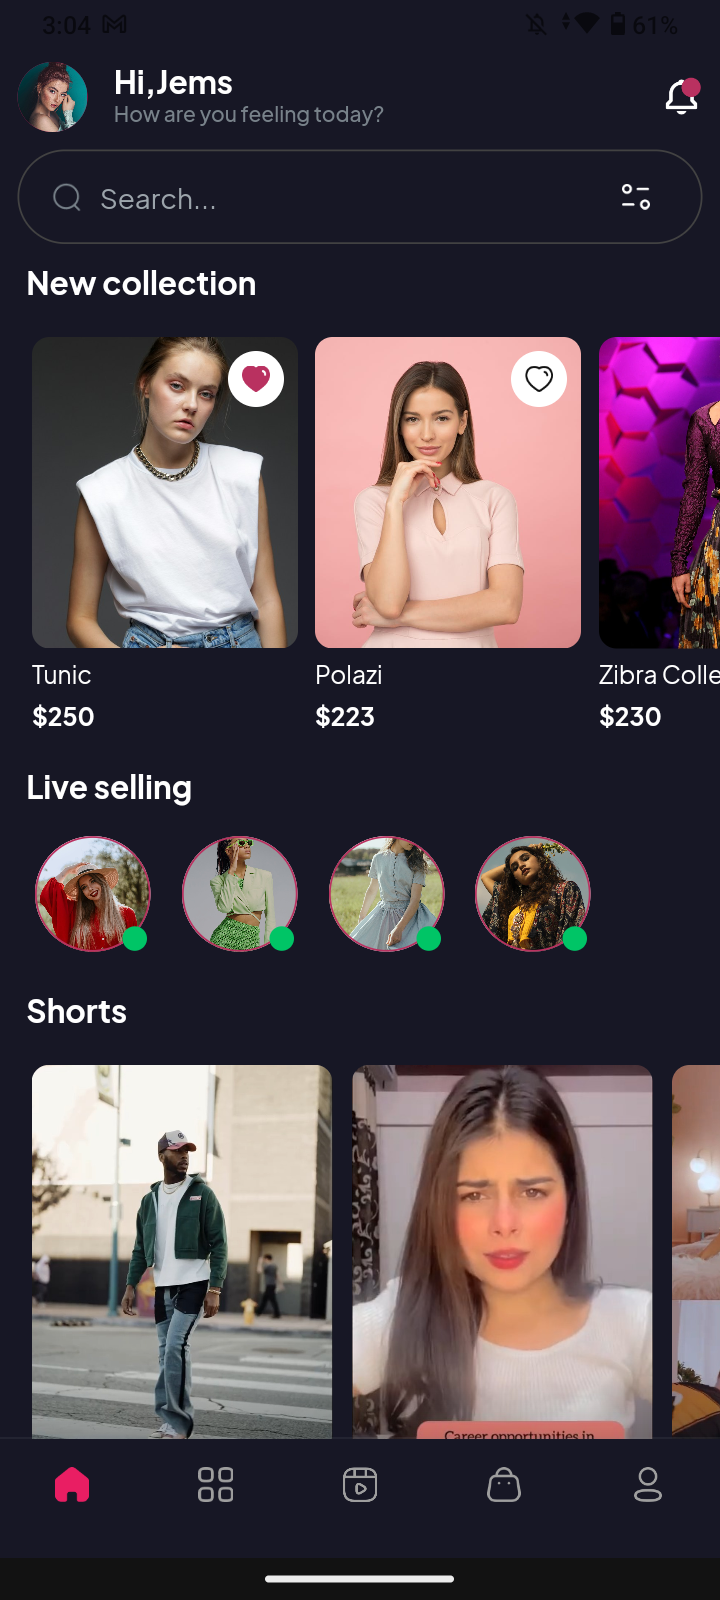 3:04
61%
Hi,Jems
How are you feeling today?
Search...
New collection
Tunic
Polazi
Zibra Colle
$250
$223
$230
Live selling
Shorts
Career opportunities in